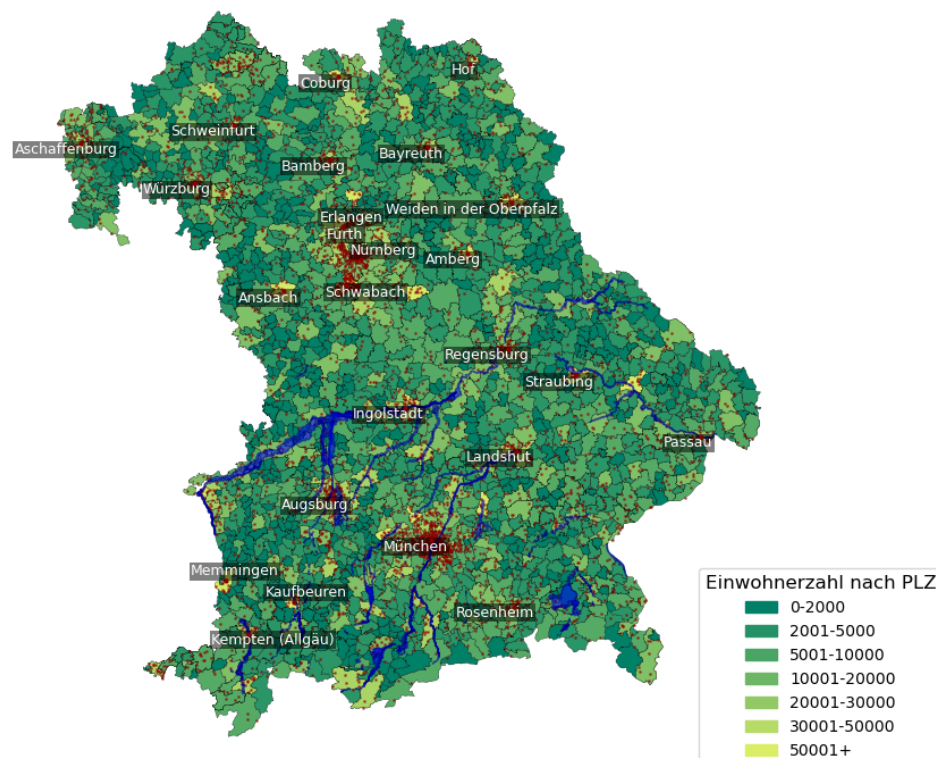 Hof
Coburg
Schweinfurt
Aschaffenburg
Bamberg
Bayreuth
Würzburg
Weiden in der Oberpfalz
Erlangen
Fürth
Nürnberg
Amberg
Schwabach
Ansbach
Regensburg
Straubing
Ingolstadt
Passau
Landshut
Augsburg
München
Memmingen
Kaufbeuren
Rosenheim
Kempten (Allgäu)
Einwohnerzahl nach PLZ
0-2000
2001-5000
5001-10000
10001-20000
20001-30000
30001-50000
50001+